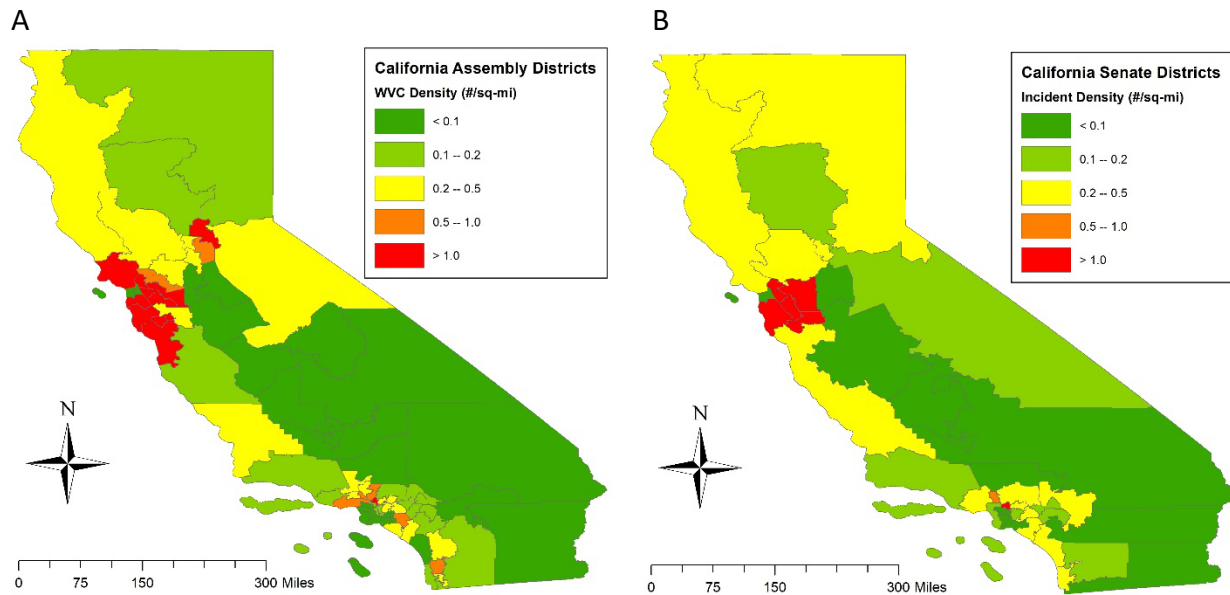 A
California Assembly Districts
WVC Density (#/sq-mi)
< 0.1
0.1 -- 0.2
0.2 -- 0.5
0.5 -- 1.0
> 1.0
N
0 75 150 300 Miles
B
California Senate Districts
Incident Density (#/sq-mi)
< 0.1
0.1 -- 0.2
0.2 -- 0.5
0.5 -- 1.0
> 1.0
N
0 75 150 300 Miles